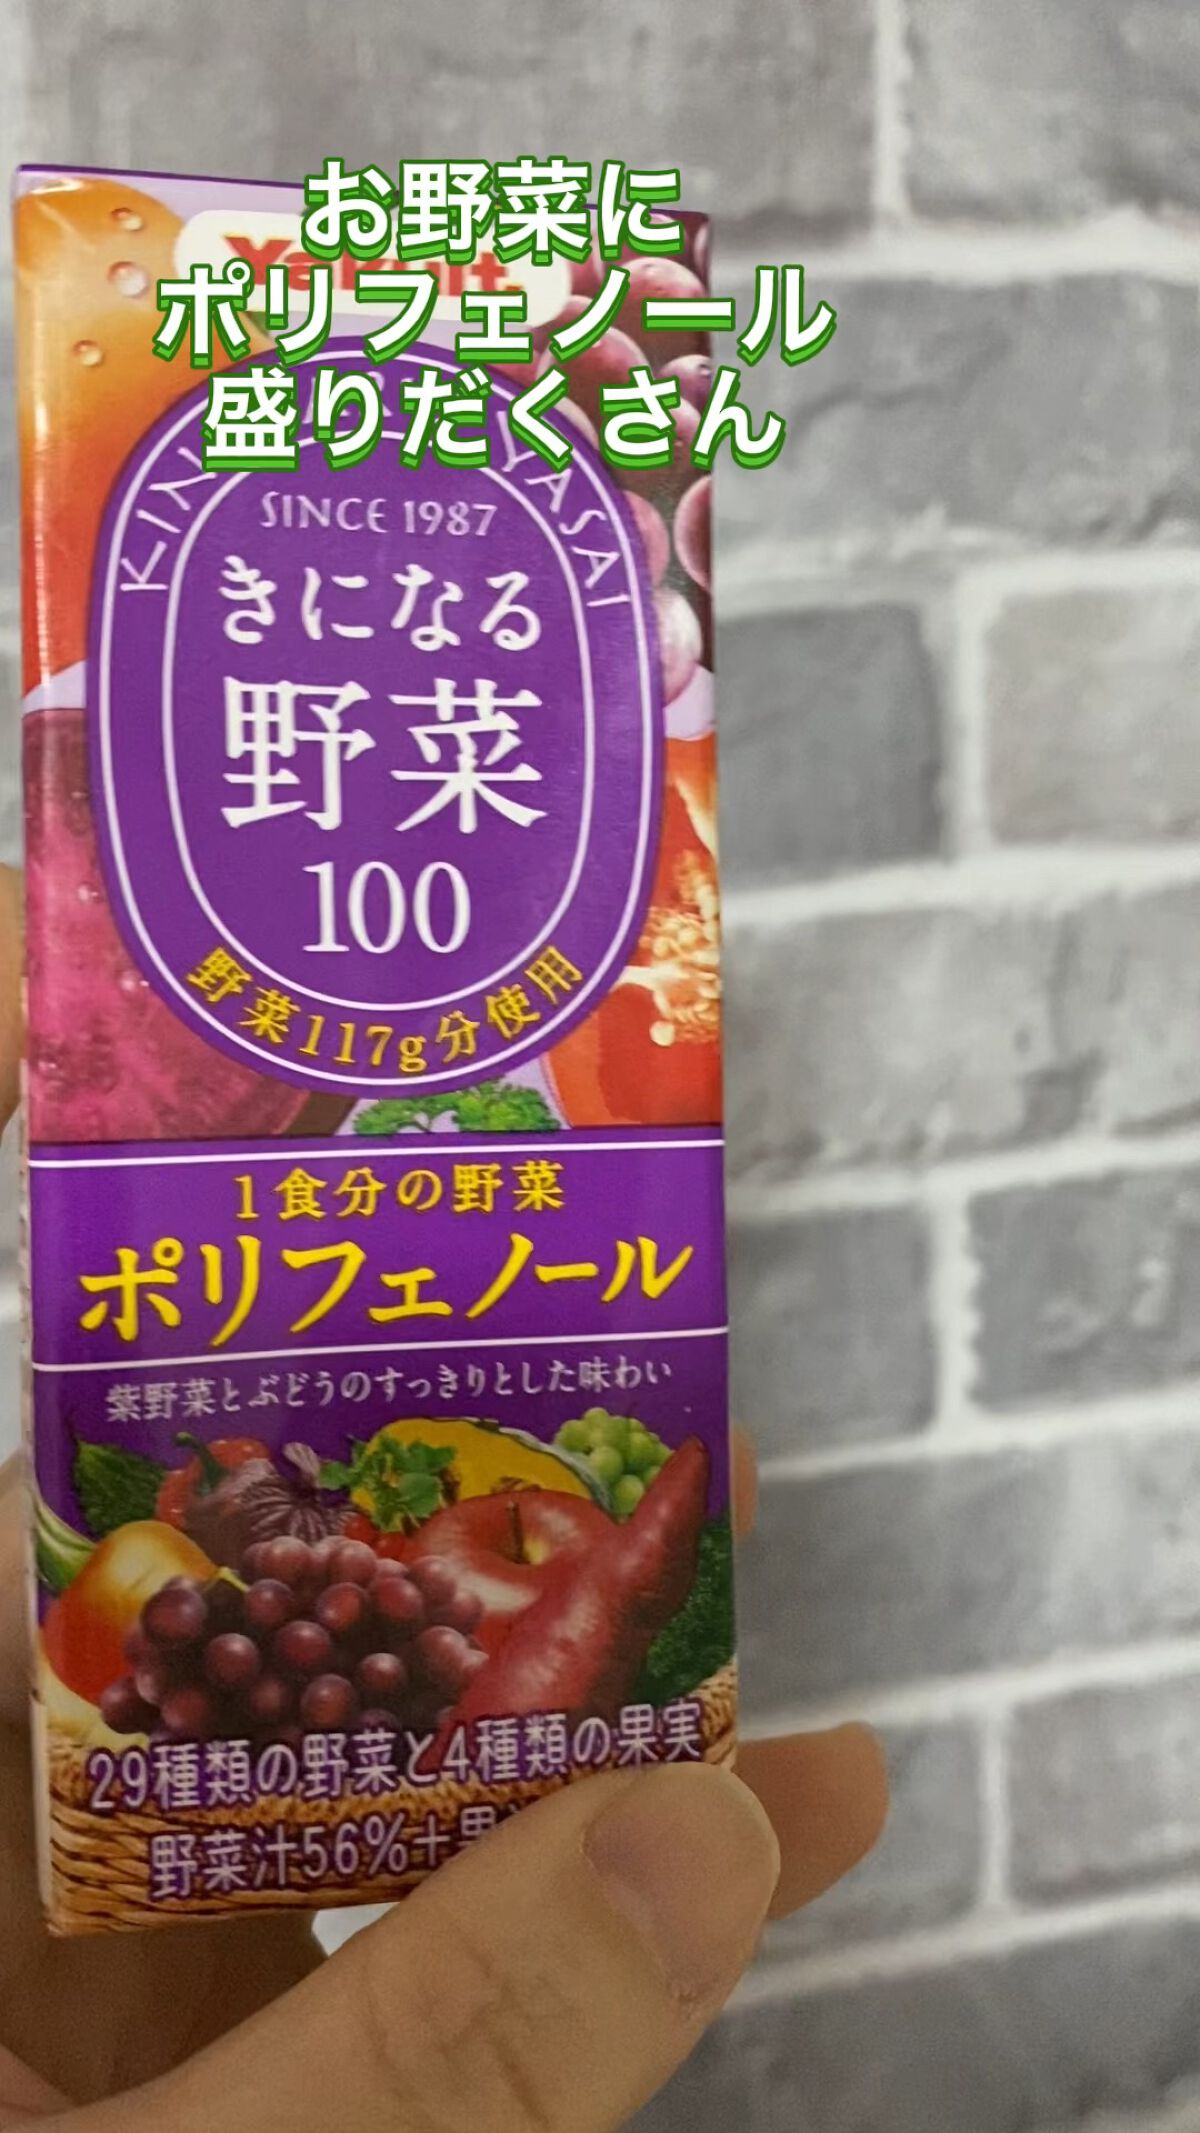 お野菜に
Yakult
ポリフェノール
盛りだくさん
YASAI
SINCE 1987
きになる
野菜
100
野菜117g分使用
1食分の野菜
ポリフェノール
紫野菜とぶどうのすっきりとした味わい
29種類の野菜と4種類の果実
野菜汁56%+